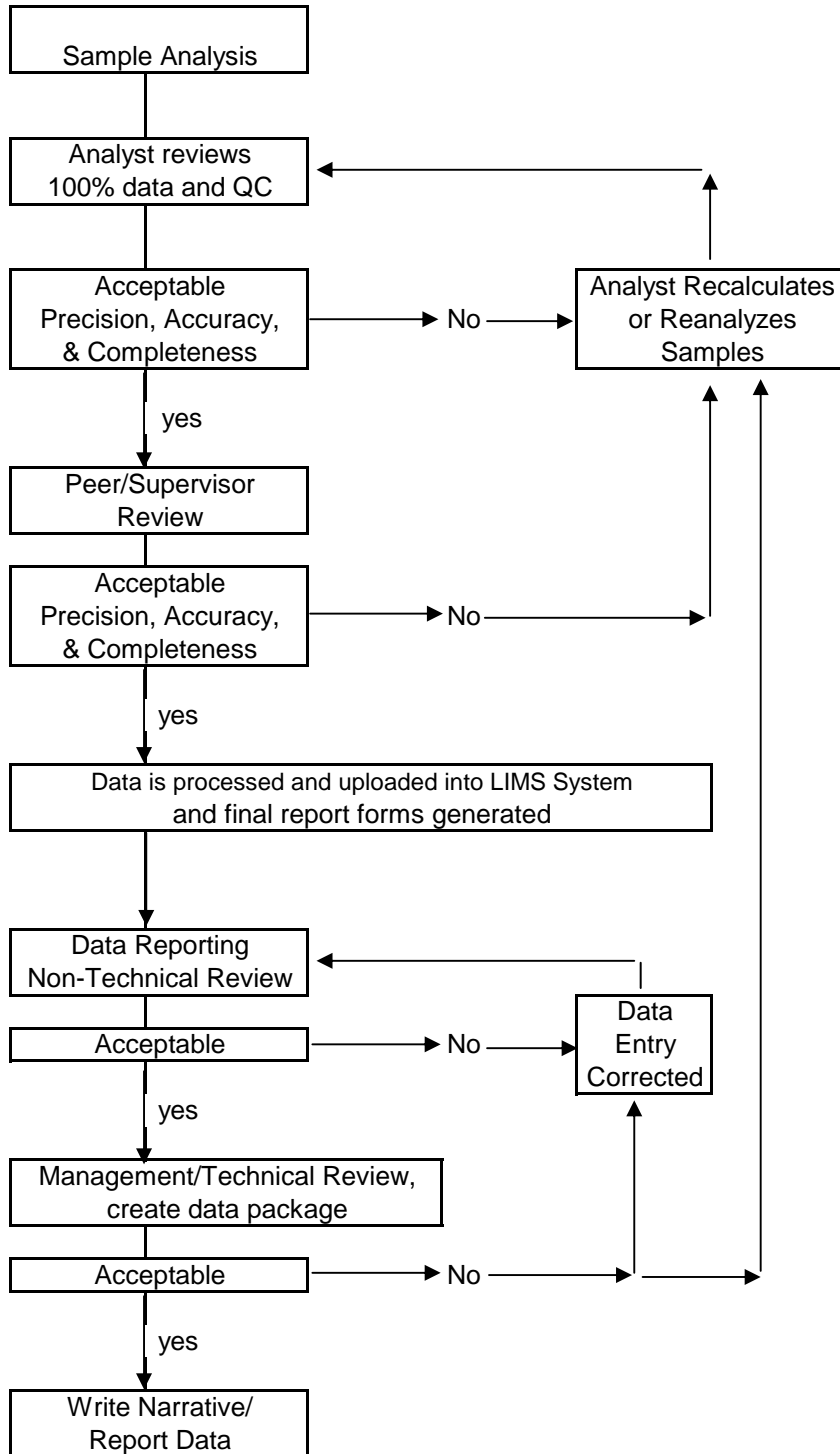 Sample Analysis
Analyst reviews
100% data and QC
Acceptable
Precision, Accuracy,
& Completeness
No
Analyst Recalculates
or Reanalyzes
Samples
yes
Peer/Supervisor
Review
Acceptable
Precision, Accuracy,
& Completeness
No
yes
Data is processed and uploaded into LIMS System
and final report forms generated
Data Reporting
Non-Technical Review
Acceptable
No
Data
Entry
Corrected
yes
Management/Technical Review,
create data package
Acceptable
No
yes
Write Narrative/
Report Data